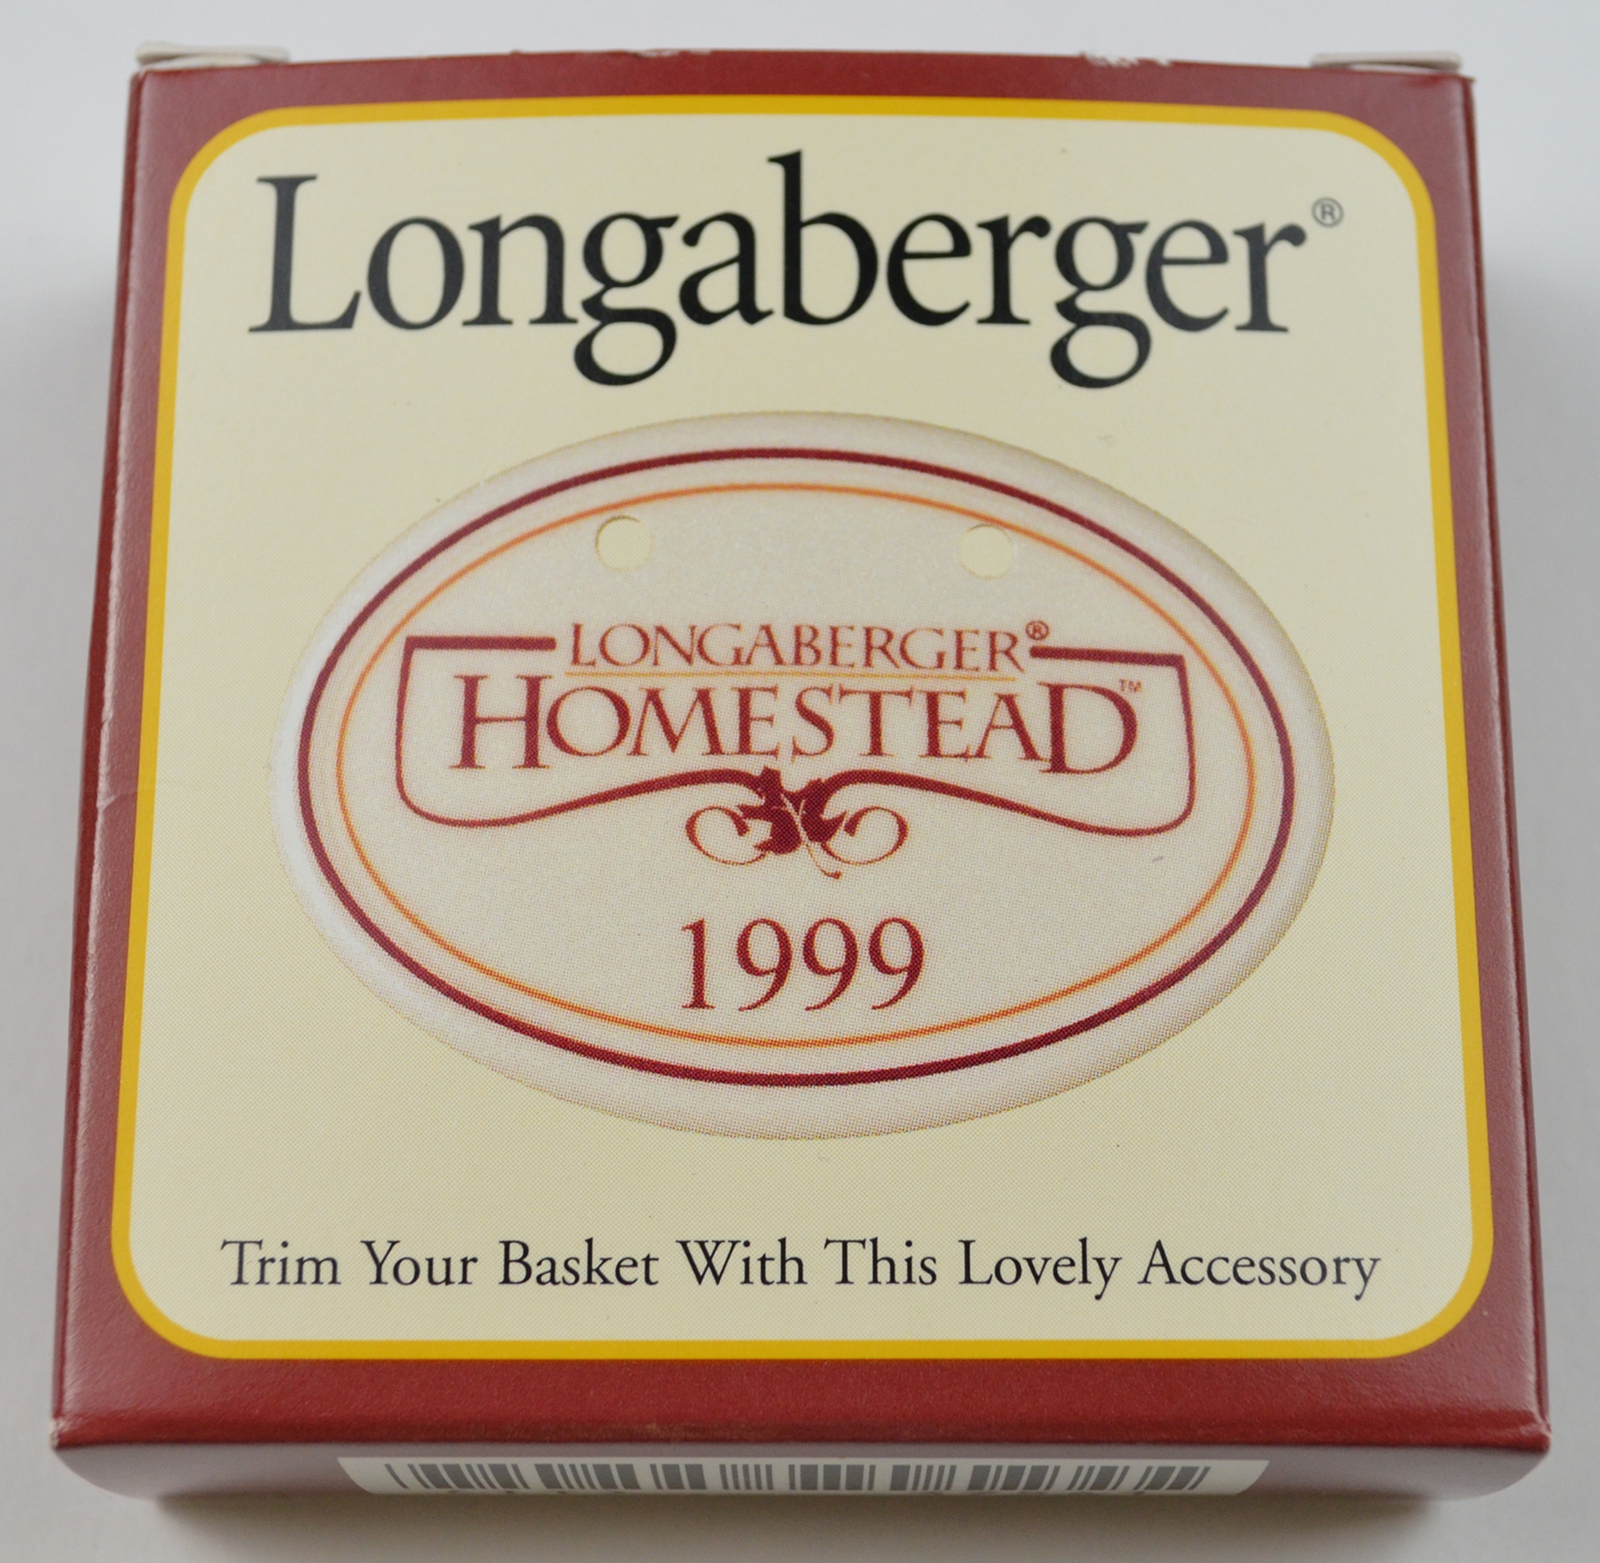 Longaberger®
LONGABERGER®
HOMESTEAD™
1999
Trim Your Basket With This Lovely Accessory